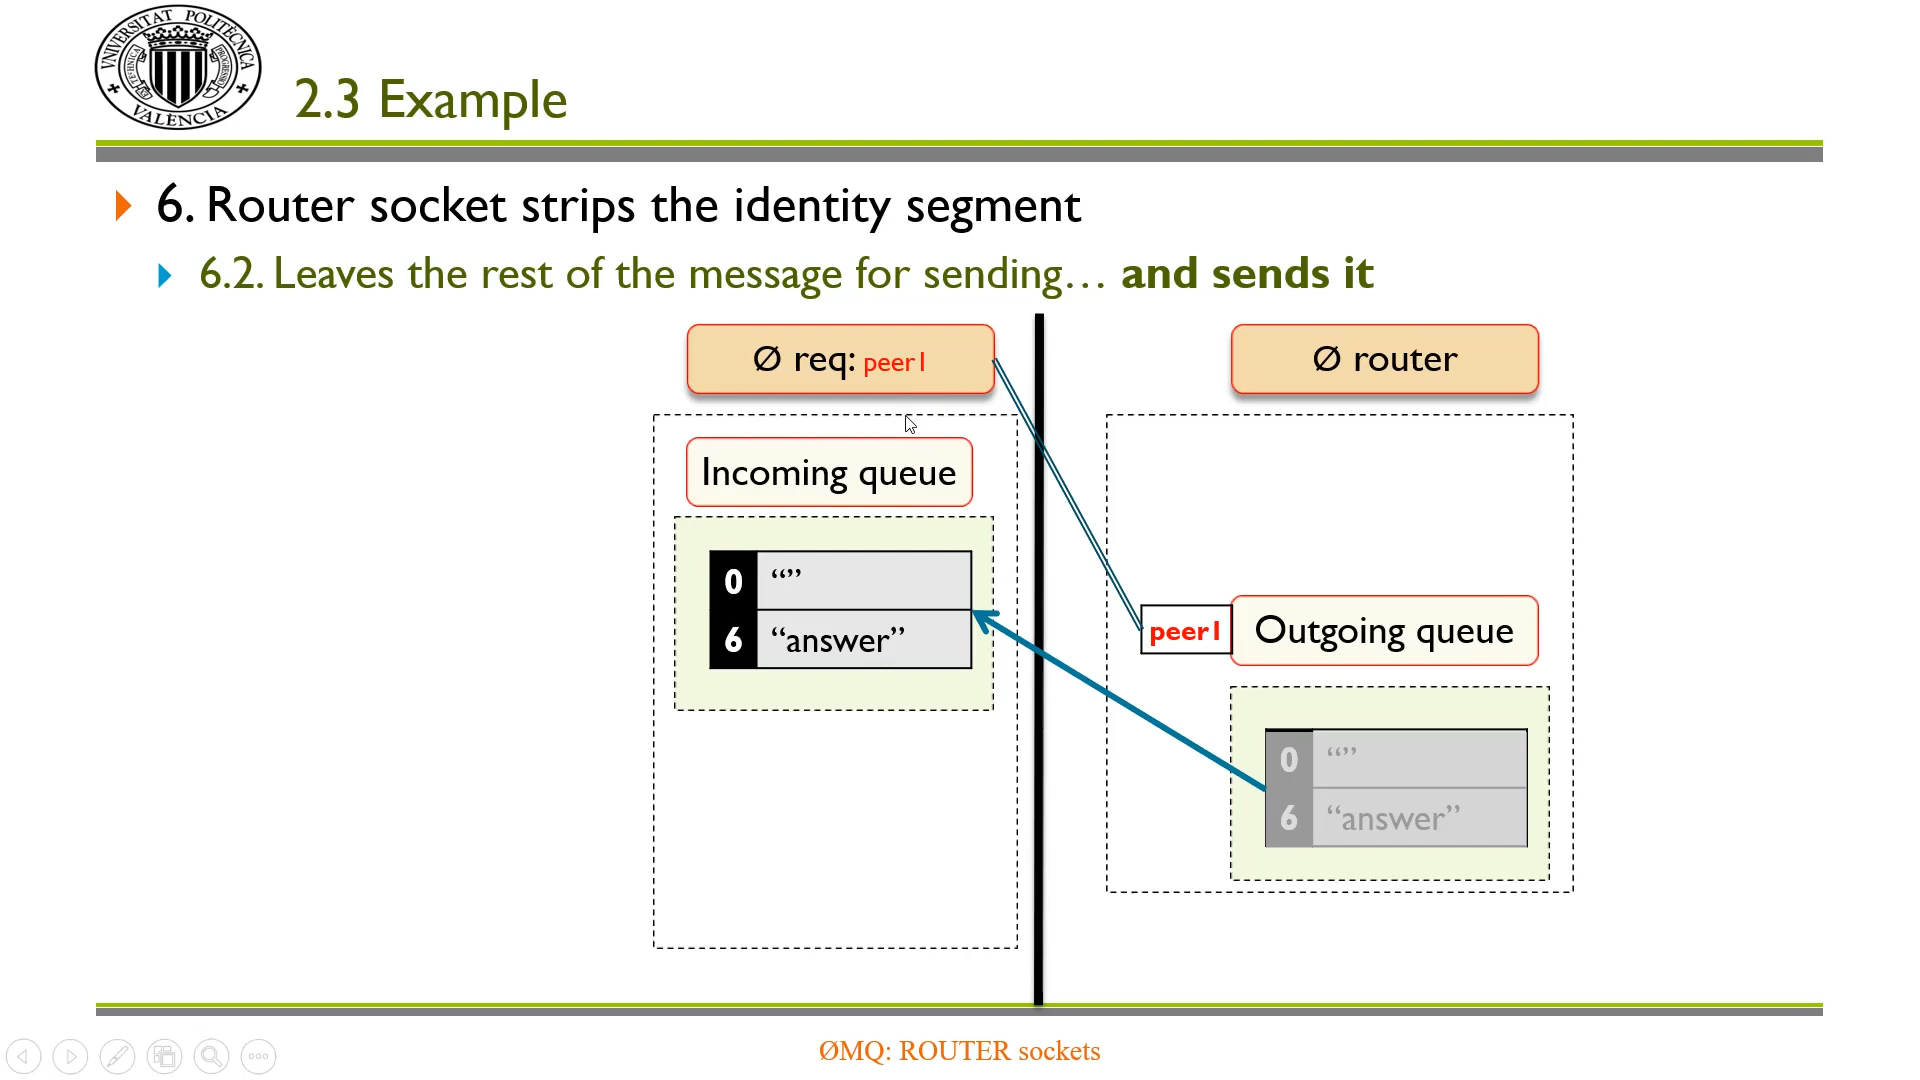 UNIVERSITAT POLITÈCNICA
DE VALÈNCIA
2.3 Example
6. Router socket strips the identity segment
6.2. Leaves the rest of the message for sending… and sends it
Ø req: peer1
Ø router
Incoming queue
0 “”
6 “answer”
peer1
Outgoing queue
0 “”
6 “answer”
ØMQ: ROUTER sockets